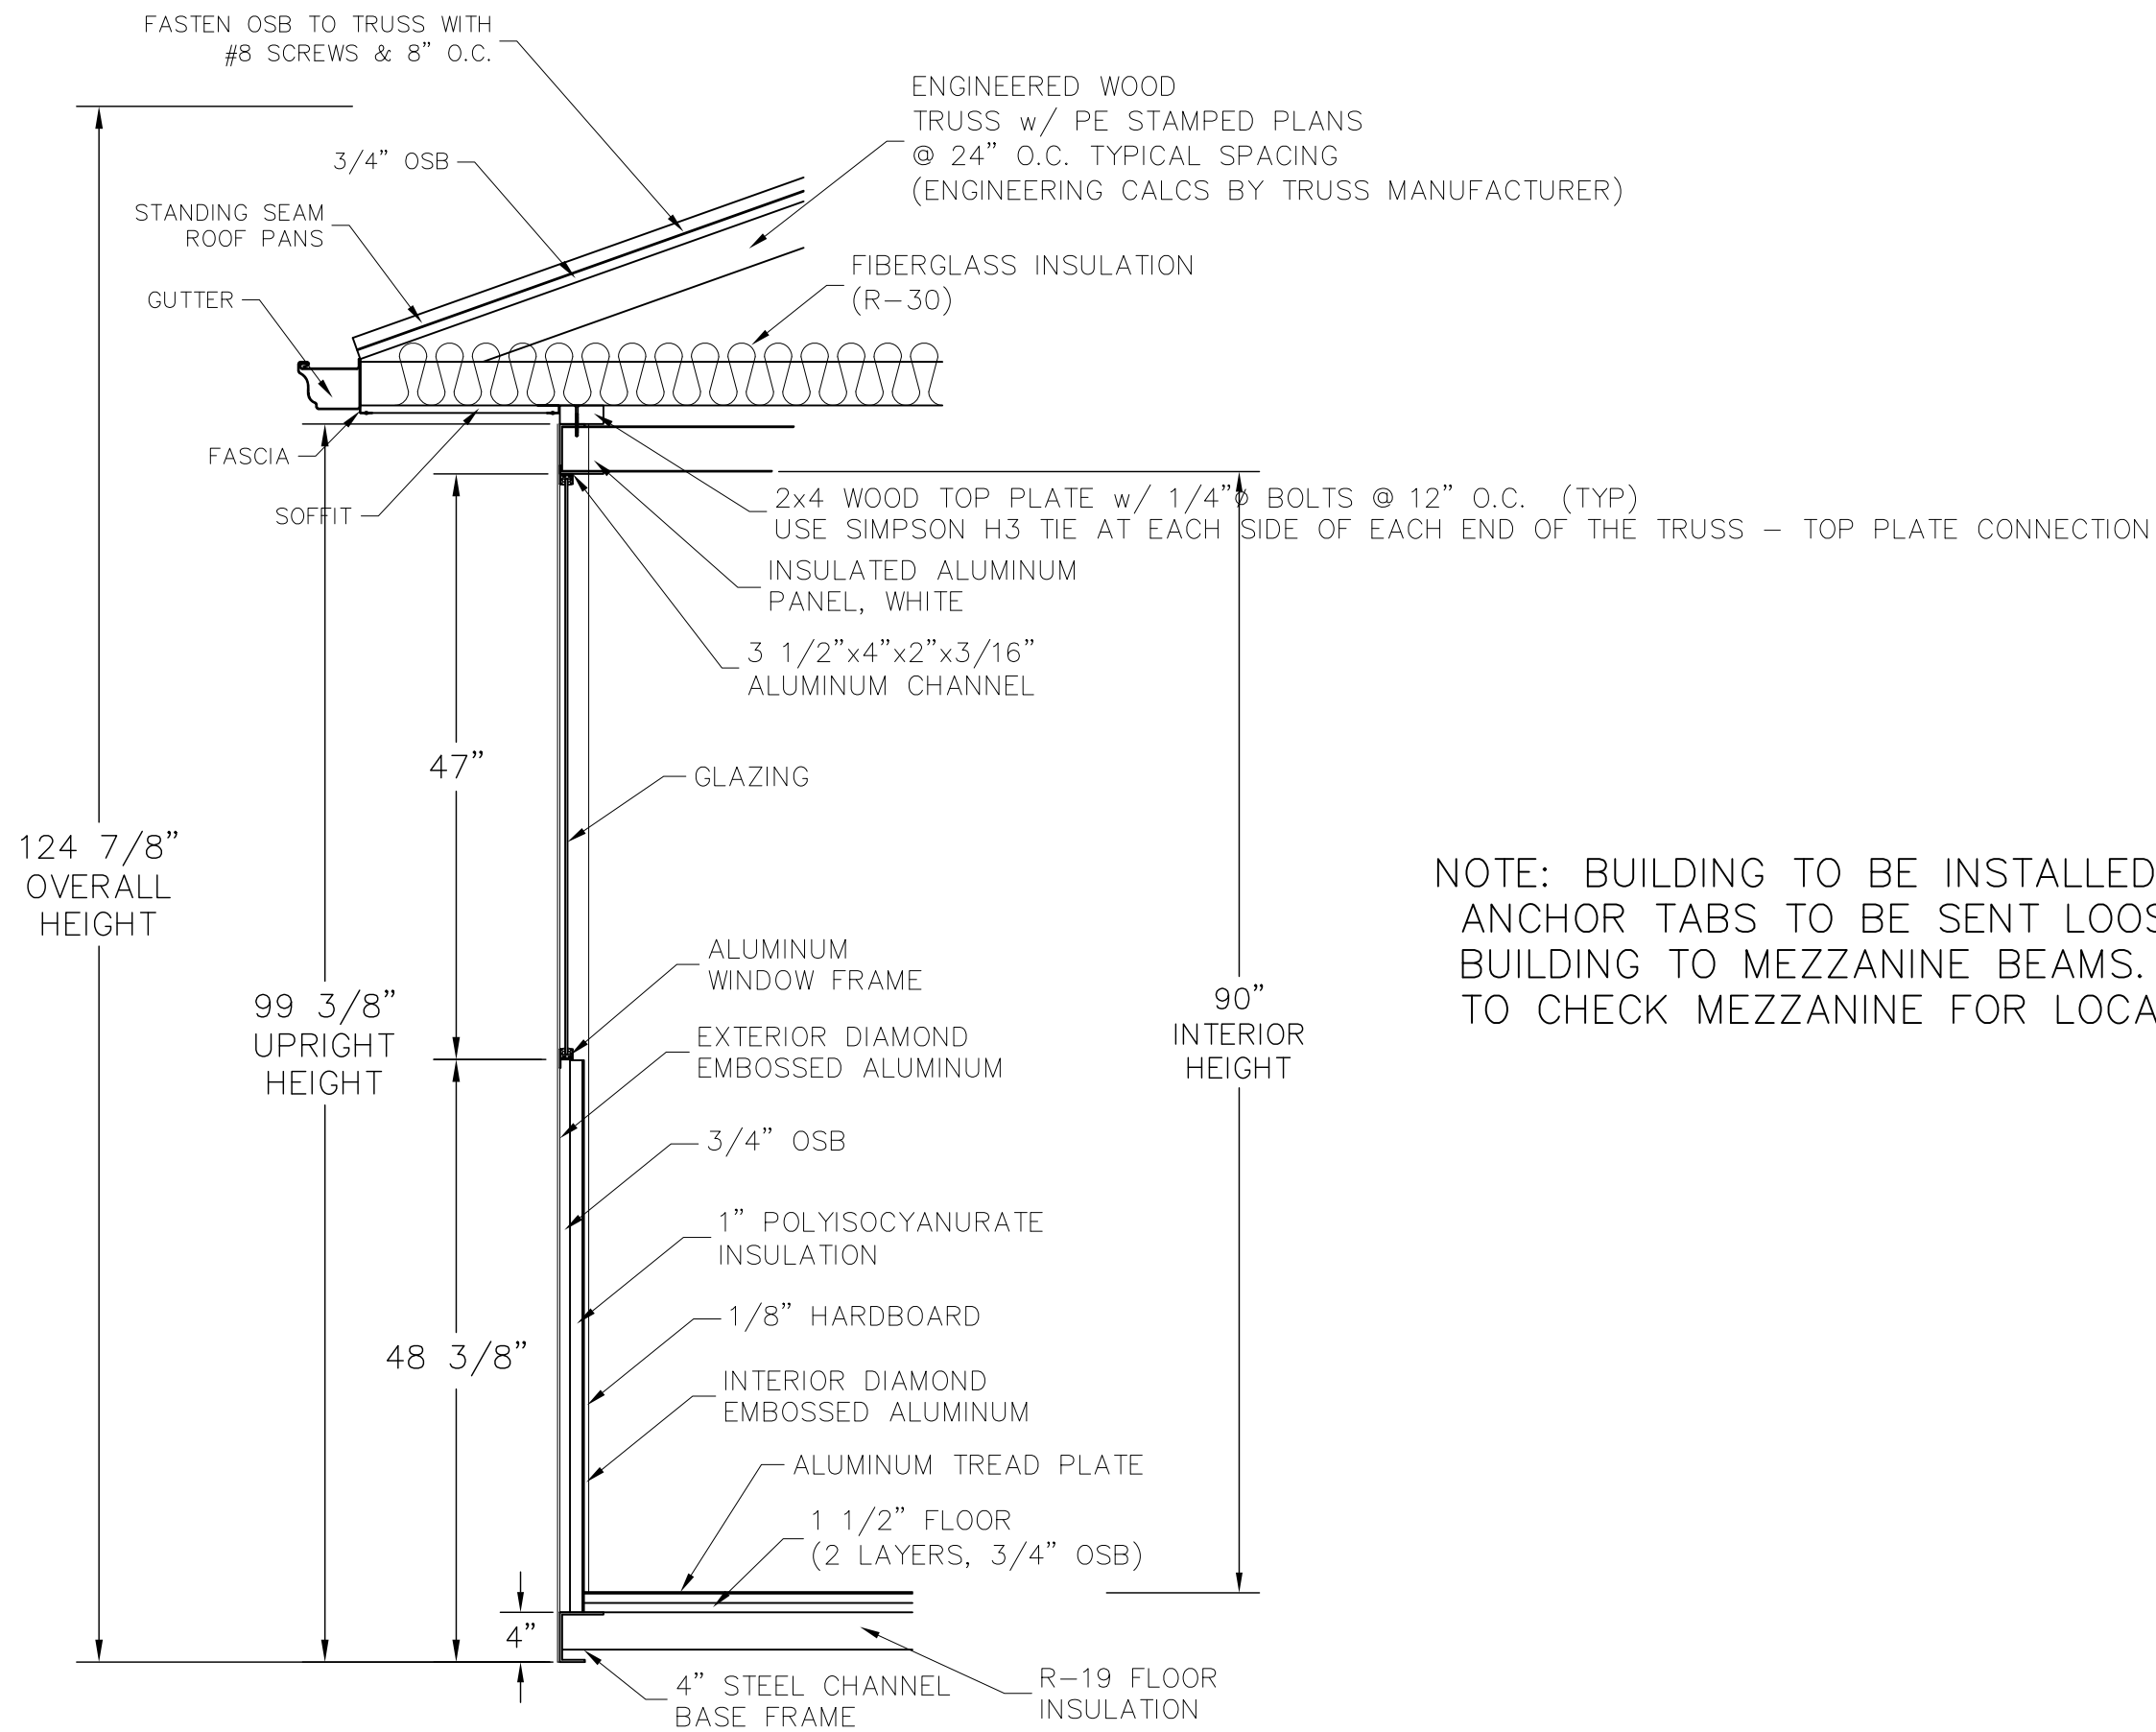 FASTEN OSB TO TRUSS WITH
#8 SCREWS & 8" O.C.
ENGINEERED WOOD
TRUSS w/ PE STAMPED PLANS
@ 24" O.C. TYPICAL SPACING
(ENGINEERING CALCS BY TRUSS MANUFACTURER)
3/4" OSB
STANDING SEAM
ROOF PANS
FIBERGLASS INSULATION
(R-30)
GUTTER
FASCIA
SOFFIT
2x4 WOOD TOP PLATE w/ 1/4"ø BOLTS @ 12" O.C. (TYP)
USE SIMPSON H3 TIE AT EACH SIDE OF EACH END OF THE TRUSS - TOP PLATE CONNECTION
INSULATED ALUMINUM
PANEL, WHITE
3 1/2"x4"x2"x3/16"
ALUMINUM CHANNEL
47"
GLAZING
124 7/8"
OVERALL
HEIGHT
NOTE: BUILDING TO BE INSTALLED
ANCHOR TABS TO BE SENT LOOS
BUILDING TO MEZZANINE BEAMS.
TO CHECK MEZZANINE FOR LOCA
ALUMINUM
WINDOW FRAME
99 3/8"
UPRIGHT
HEIGHT
90"
INTERIOR
HEIGHT
EXTERIOR DIAMOND
EMBOSSED ALUMINUM
3/4" OSB
1" POLYISOCYANURATE
INSULATION
1/8" HARDBOARD
48 3/8"
INTERIOR DIAMOND
EMBOSSED ALUMINUM
ALUMINUM TREAD PLATE
1 1/2" FLOOR
(2 LAYERS, 3/4" OSB)
4"
4" STEEL CHANNEL
BASE FRAME
R-19 FLOOR
INSULATION